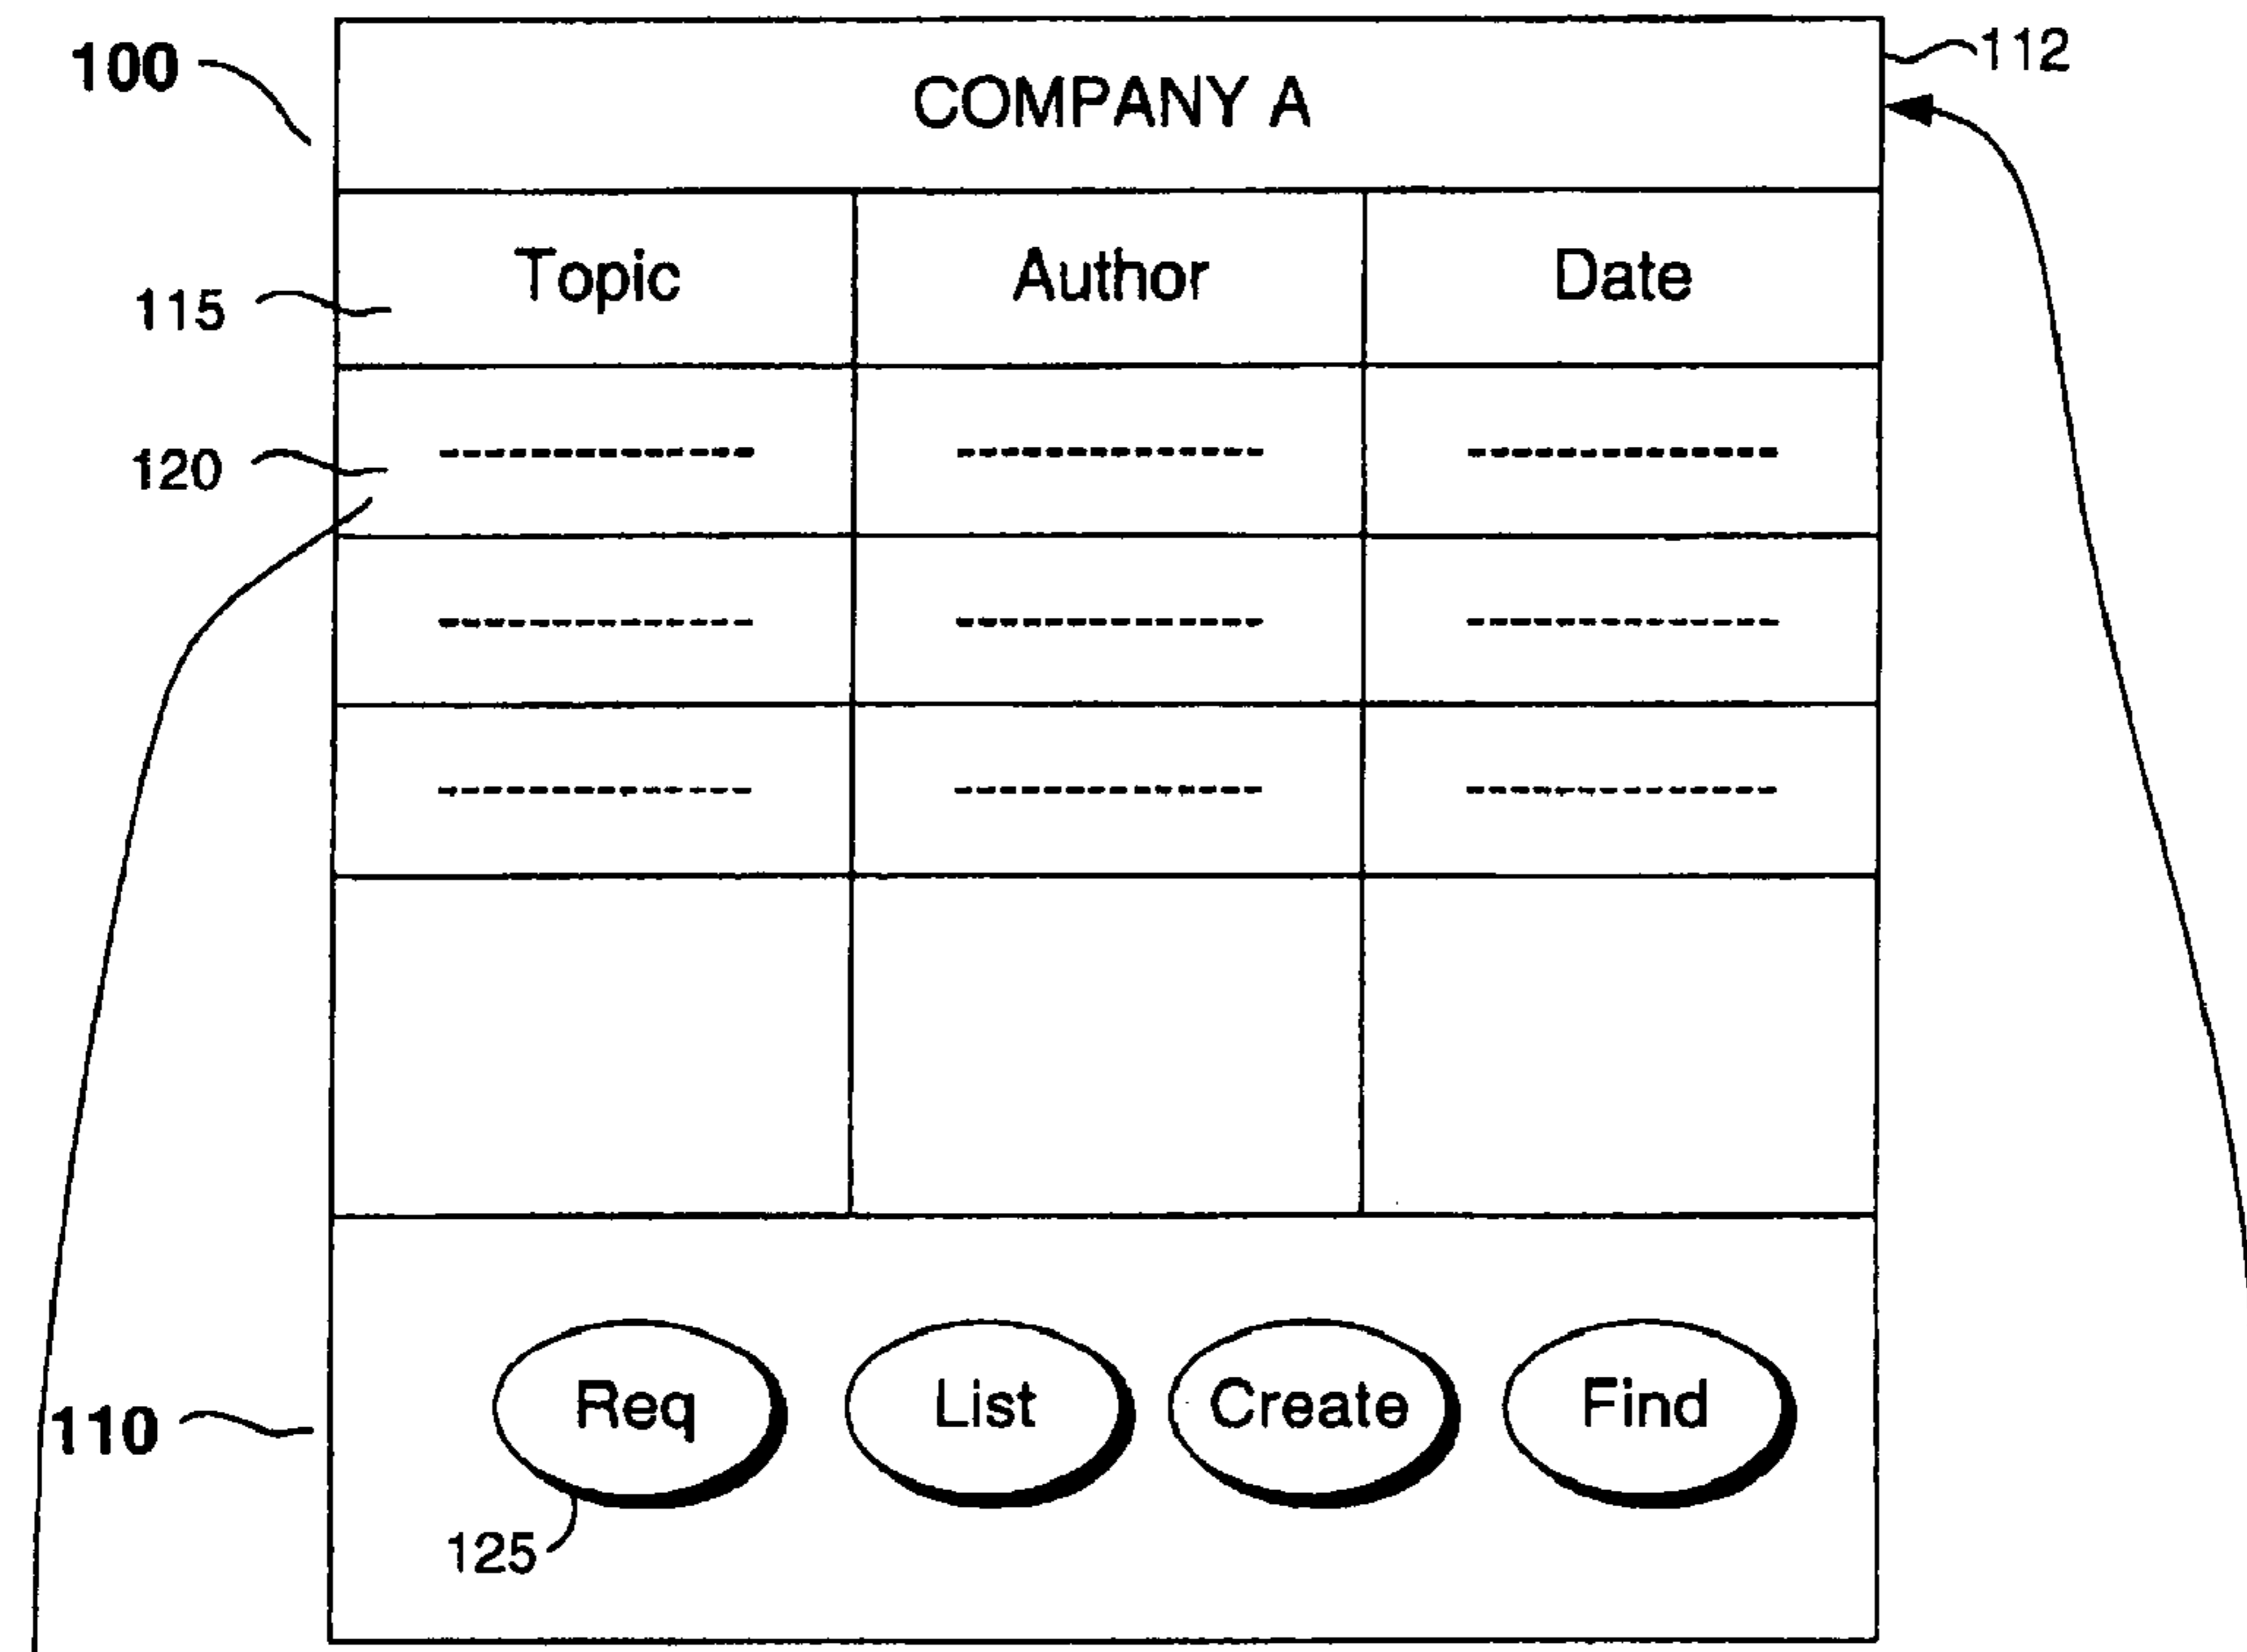 100
COMPANY A
112
Topic Author Date
115
120
Req List Create Find
110
125